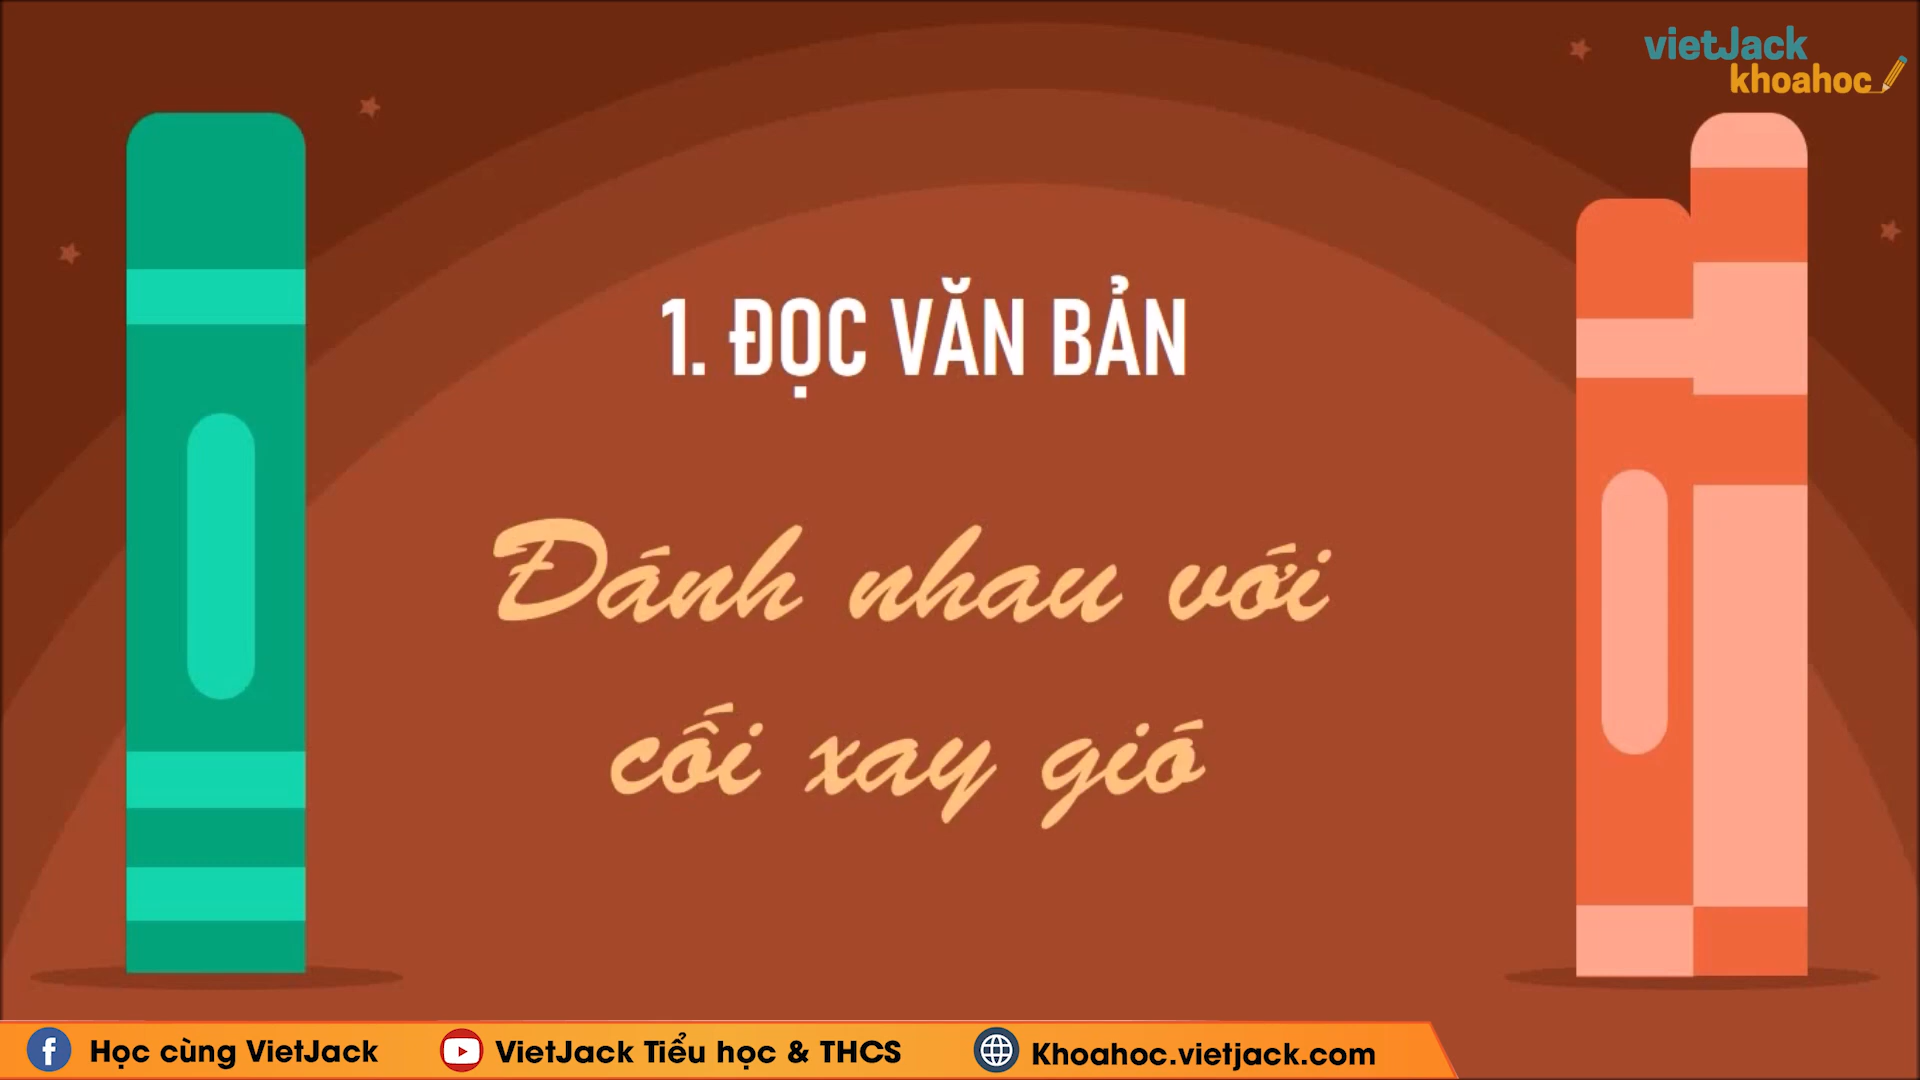 vietJack
khoahoc
1. ĐỌC VĂN BẢN
Đánh nhau với
cối xay gió
Học cùng VietJack
VietJack Tiểu học & THCS
Khoahoc.vietjack.com